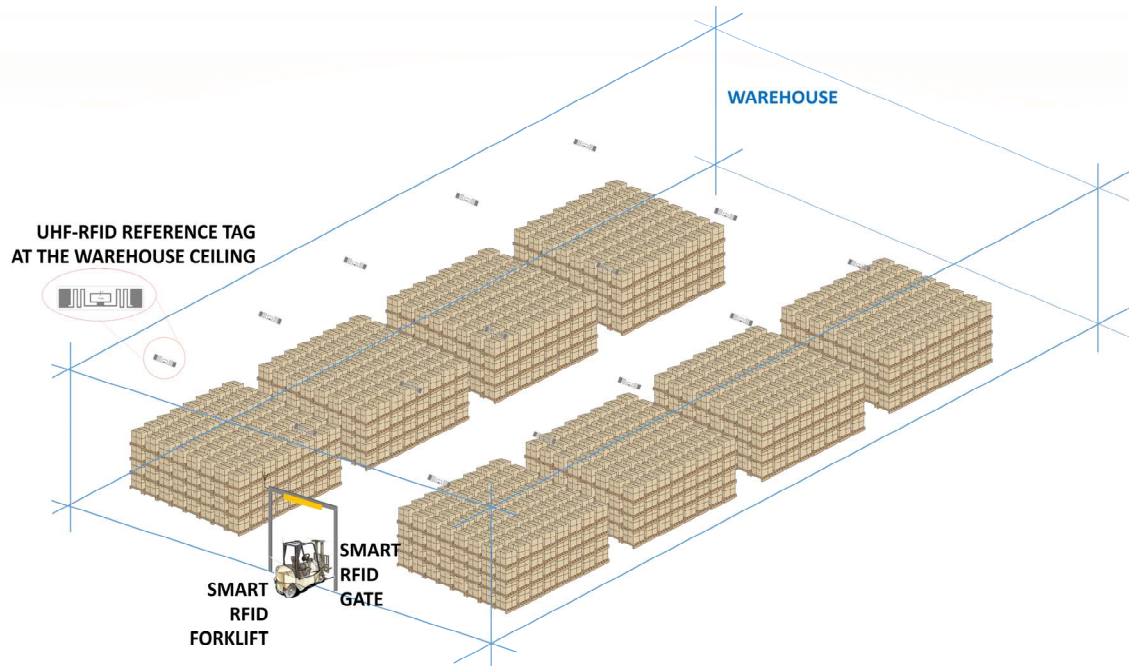 WAREHOUSE
UHF-RFID REFERENCE TAG
AT THE WAREHOUSE CEILING
SMART
RFID
GATE
SMART
RFID
FORKLIFT